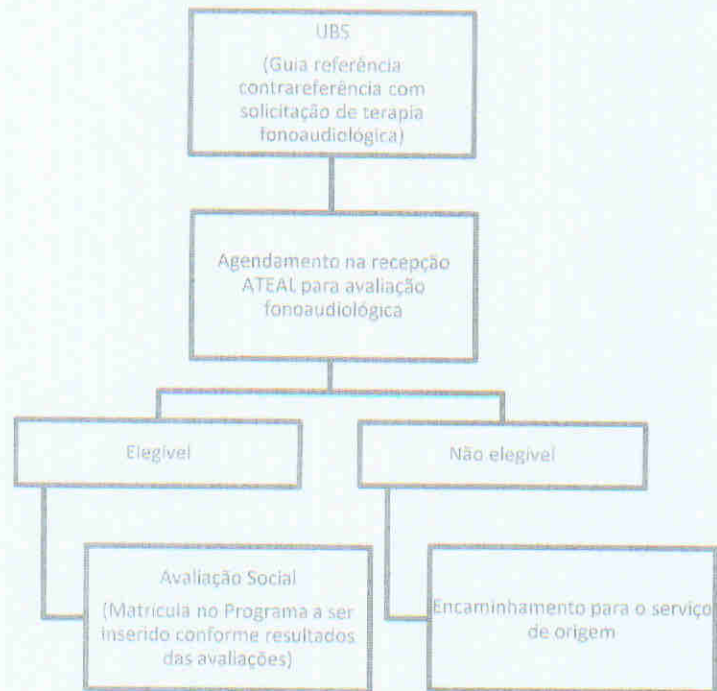 UBS
(Guia referência
contrareferência com
solicitação de terapia
fonoaudiológica)
Agendamento na recepção
ATEAL para avaliação
fonoaudiológica
Elegível
Não elegível
Avaliação Social
(Matrícula no Programa a ser
inserido conforme resultados
das avaliações)
Encaminhamento para o serviço
de origem